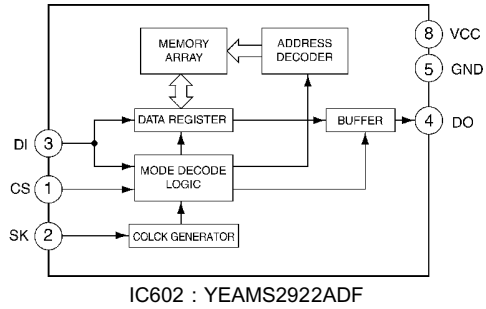 MEMORY
ARRAY
ADDRESS
DECODER
8 VCC
5 GND
DATA REGISTER
BUFFER
4 DO
DI 3
MODE DECODE
LOGIC
CS 1
SK 2
COLCK GENERATOR
IC602 : YEAMS2922ADF